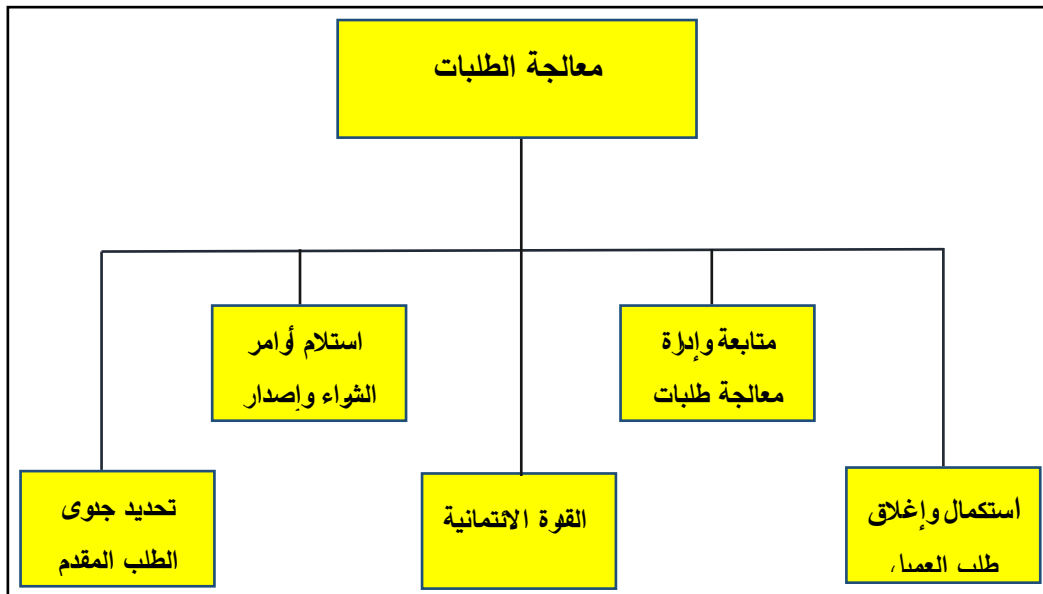 معالجة الطلبات
متابعة وإدارة
معالجة طلبات
استلام أوامر
الشراء وإصدار
استكمال وإغلاق
طلب العميل
القوة الائتمانية
تحديد جدوى
الطلب المقدم